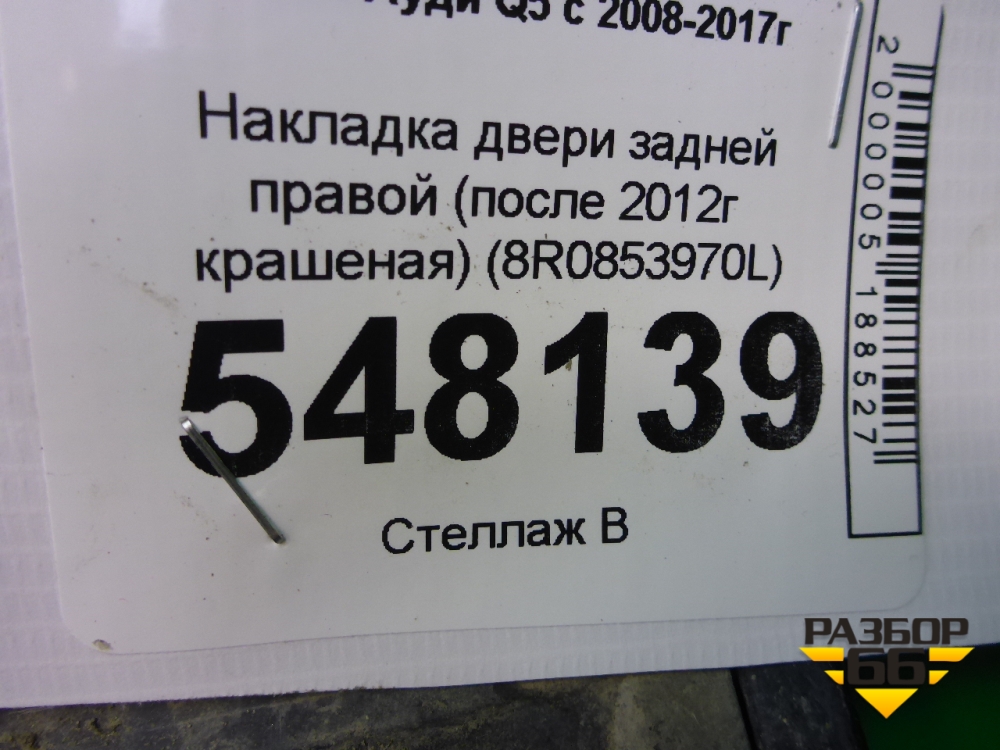 Ауди Q5 с 2008-2017г
Накладка двери задней
правой (после 2012г
крашеная) (8R0853970L)
548139
Стеллаж В
2000005188527
РАЗБОР
66